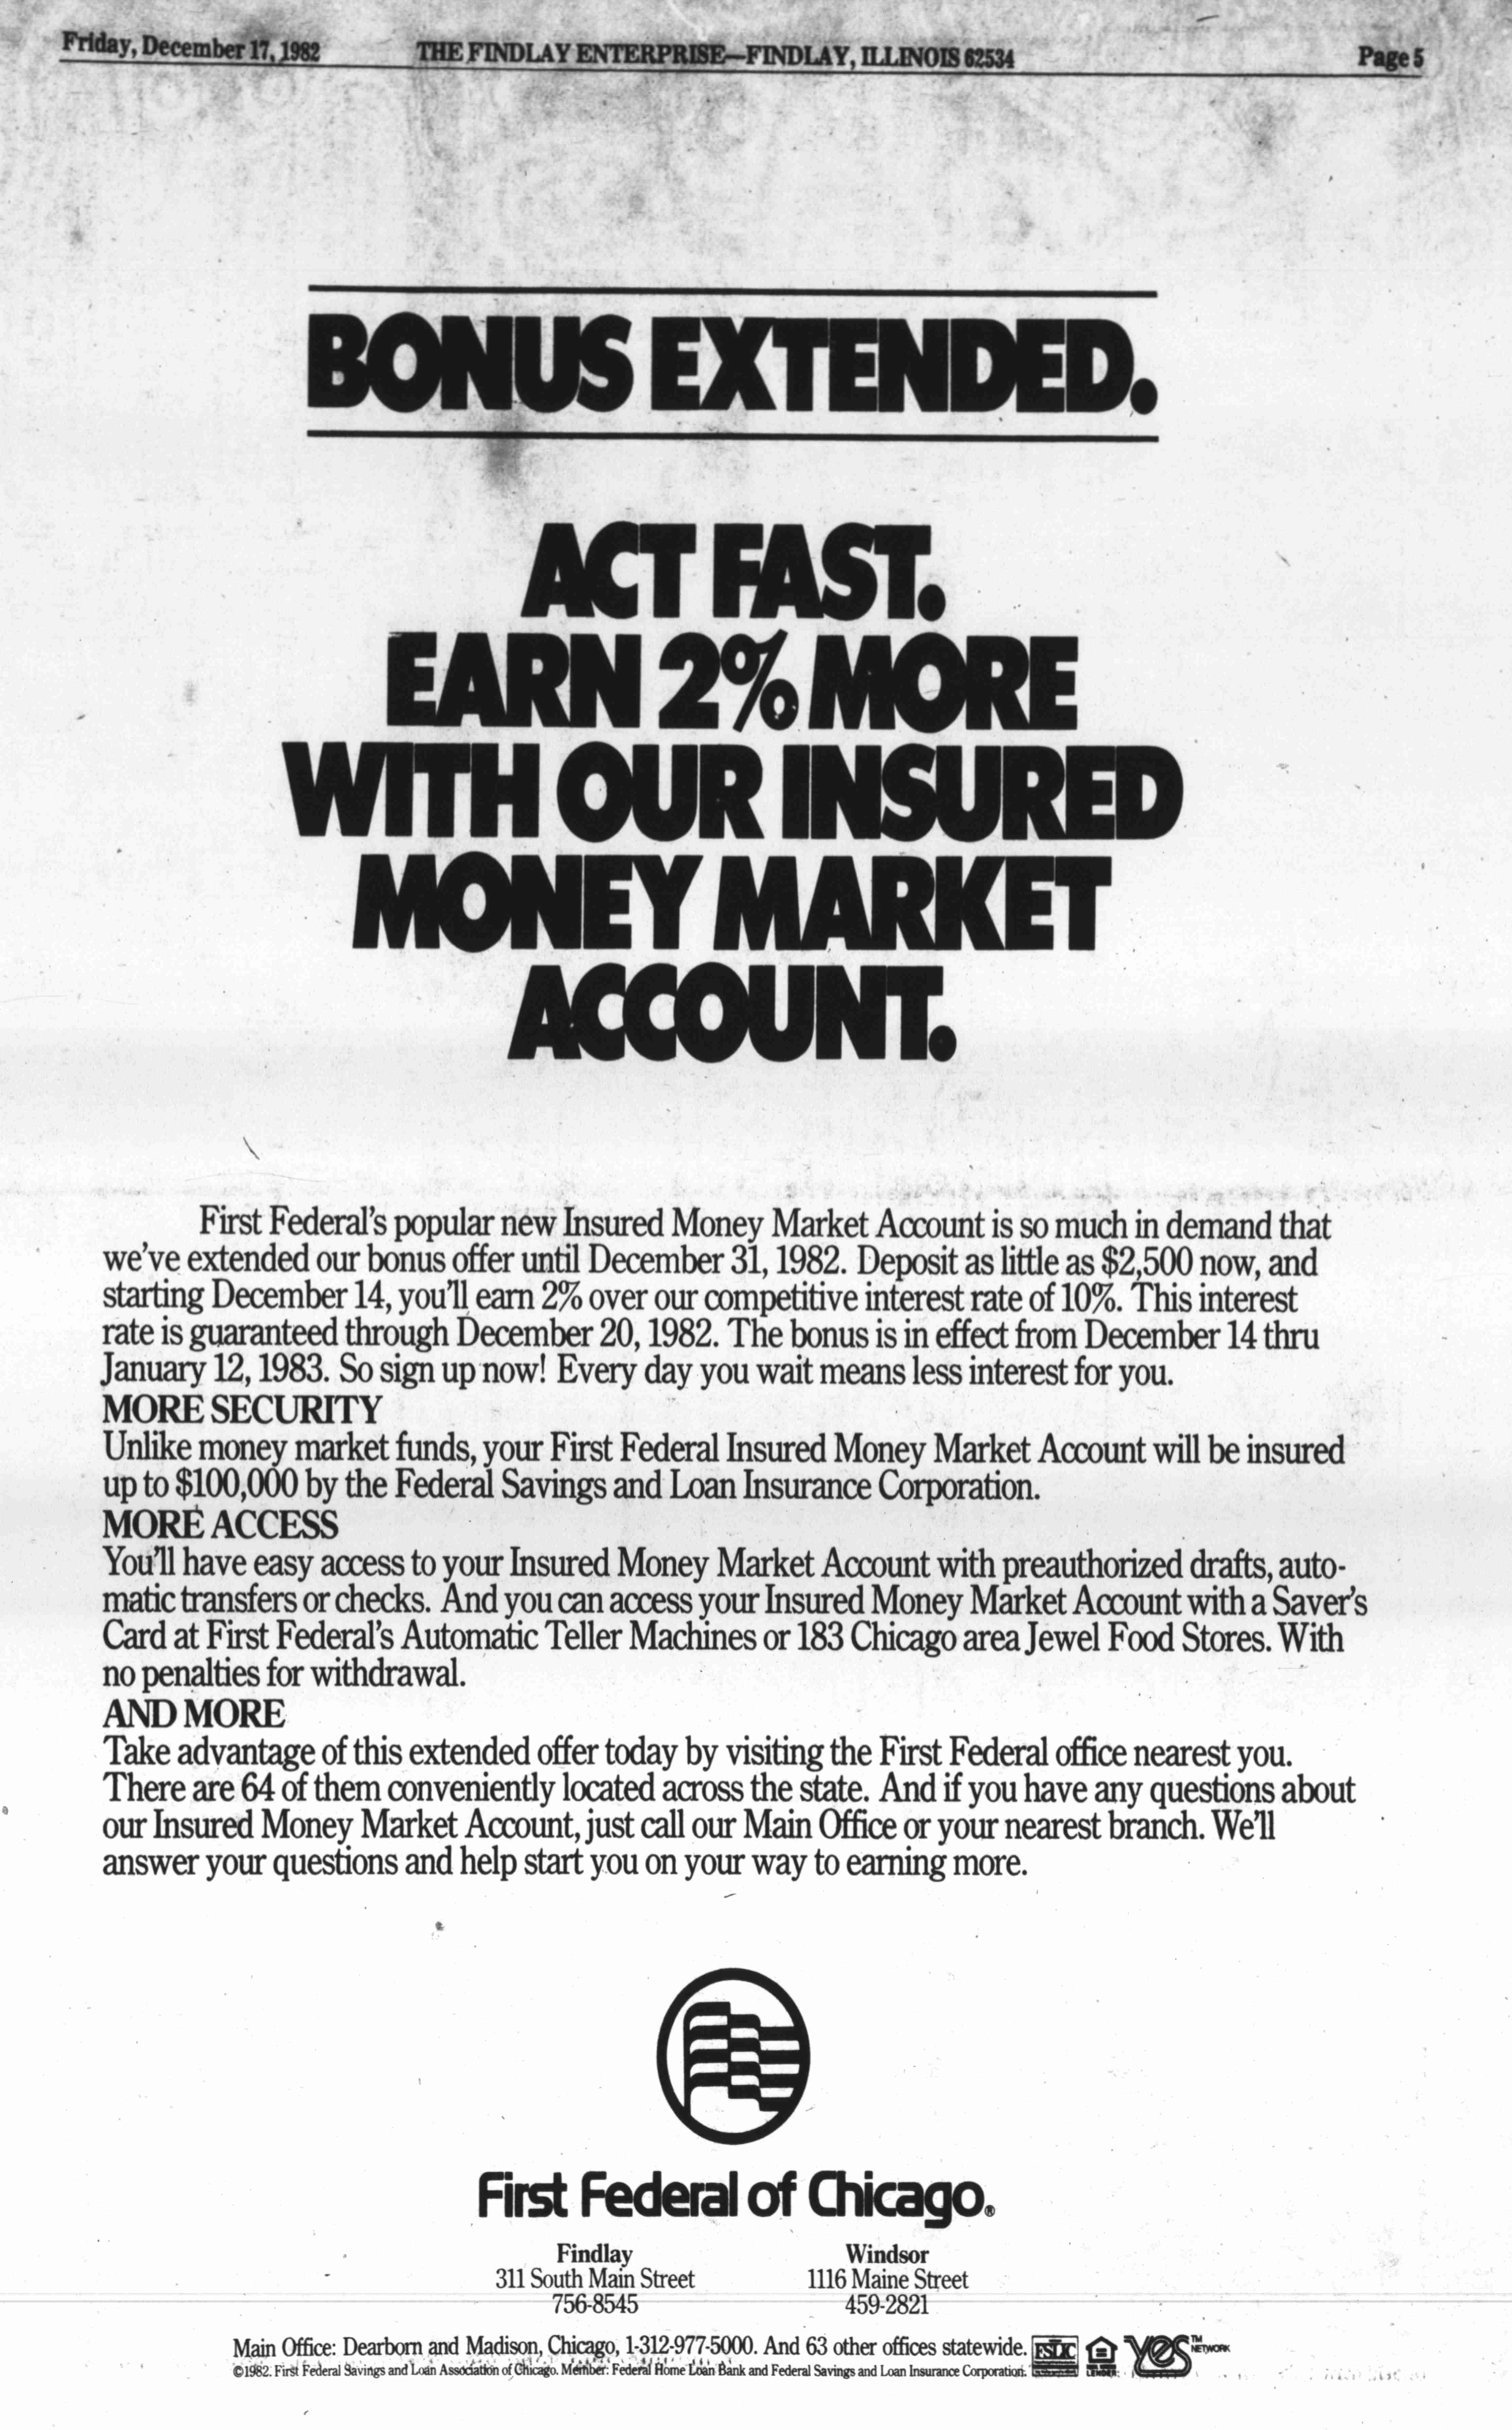 Friday, December 17, 1982 THE FINDLAY ENTERPRISE—FINDLAY, ILLINOIS 62534 Page 5
BONUS EXTENDED.
ACT FAST.
EARN 2% MORE
WITH OUR INSURED
MONEY MARKET
ACCOUNT.
First Federal's popular new Insured Money Market Account is so much in demand that
we've extended our bonus offer until December 31, 1982. Deposit as little as $2,500 now, and
starting December 14, you'll earn 2% over our competitive interest rate of 10%. This interest
rate is guaranteed through December 20, 1982. The bonus is in effect from December 14 thru
January 12, 1983. So sign up now! Every day you wait means less interest for you.
MORE SECURITY
Unlike money market funds, your First Federal Insured Money Market Account will be insured
up to $100,000 by the Federal Savings and Loan Insurance Corporation.
MORE ACCESS
You'll have easy access to your Insured Money Market Account with preauthorized drafts, auto-
matic transfers or checks. And you can access your Insured Money Market Account with a Saver's
Card at First Federal's Automatic Teller Machines or 183 Chicago area Jewel Food Stores. With
no penalties for withdrawal.
AND MORE
Take advantage of this extended offer today by visiting the First Federal office nearest you.
There are 64 of them conveniently located across the state. And if you have any questions about
our Insured Money Market Account, just call our Main Office or your nearest branch. We'll
answer your questions and help start you on your way to earning more.
First Federal of Chicago.®
Findlay Windsor
311 South Main Street 1116 Maine Street
756-8545 459-2821
Main Office: Dearborn and Madison, Chicago, 1-312-977-5000. And 63 other offices statewide. FSLIC YES NETWORK TM
©1982. First Federal Savings and Loan Association of Chicago. Member: Federal Home Loan Bank and Federal Savings and Loan Insurance Corporation. LENDER